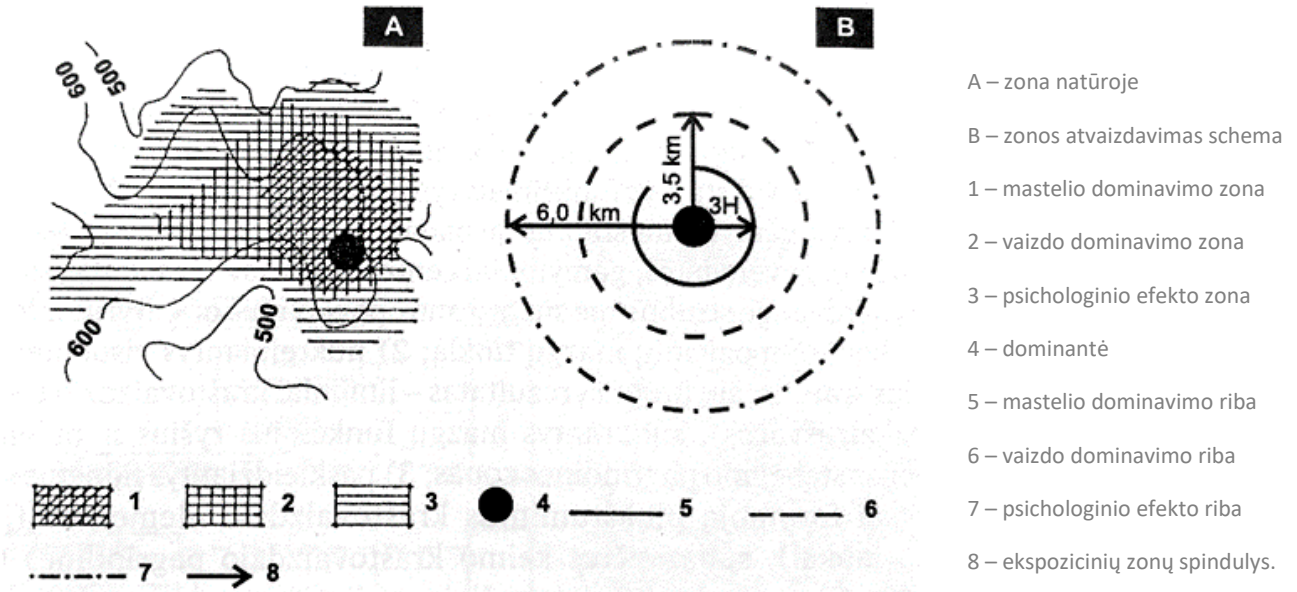 A
B
600
500
600
500
3,5 km
6,0 km
3H
1
2
3
4
5
6
7
8
A – zona natūroje
B – zonos atvaizdavimas schema
1 – mastelio dominavimo zona
2 – vaizdo dominavimo zona
3 – psichologinio efekto zona
4 – dominantė
5 – mastelio dominavimo riba
6 – vaizdo dominavimo riba
7 – psichologinio efekto riba
8 – ekspozicinių zonų spindulys.